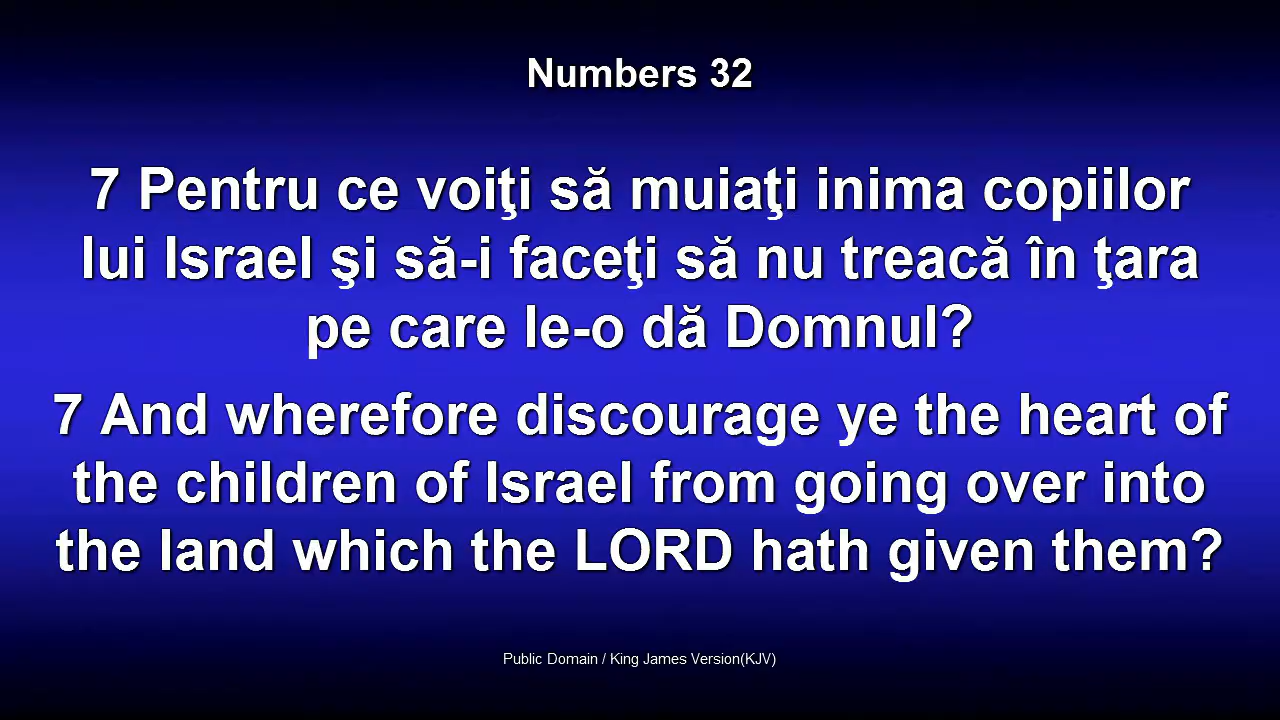 Numbers 32
7 Pentru ce voiţi să muiaţi inima copiilor
lui Israel şi să-i faceţi să nu treacă în ţara
pe care le-o dă Domnul?
7 And wherefore discourage ye the heart of
the children of Israel from going over into
the land which the LORD hath given them?
Public Domain / King James Version(KJV)